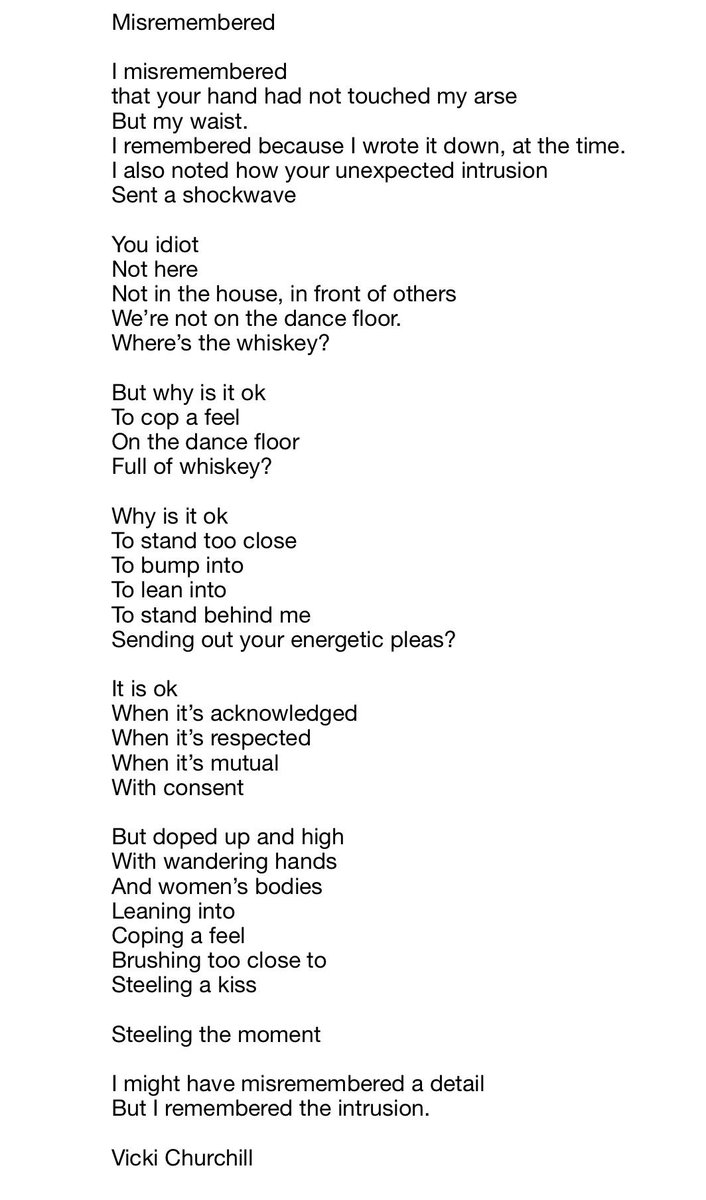 Misremembered
I misremembered
that your hand had not touched my arse
But my waist.
I remembered because I wrote it down, at the time.
I also noted how your unexpected intrusion
Sent a shockwave
You idiot
Not here
Not in the house, in front of others
We're not on the dance floor.
Where's the whiskey?
But why is it ok
To cop a feel
On the dance floor
Full of whiskey?
Why is it ok
To stand too close
To bump into
To lean into
To stand behind me
Sending out your energetic pleas?
It is ok
When it's acknowledged
When it's respected
When it's mutual
With consent
But doped up and high
With wandering hands
And women's bodies
Leaning into
Coping a feel
Brushing too close to
Steeling a kiss
Steeling the moment
I might have misremembered a detail
But I remembered the intrusion.
Vicki Churchill